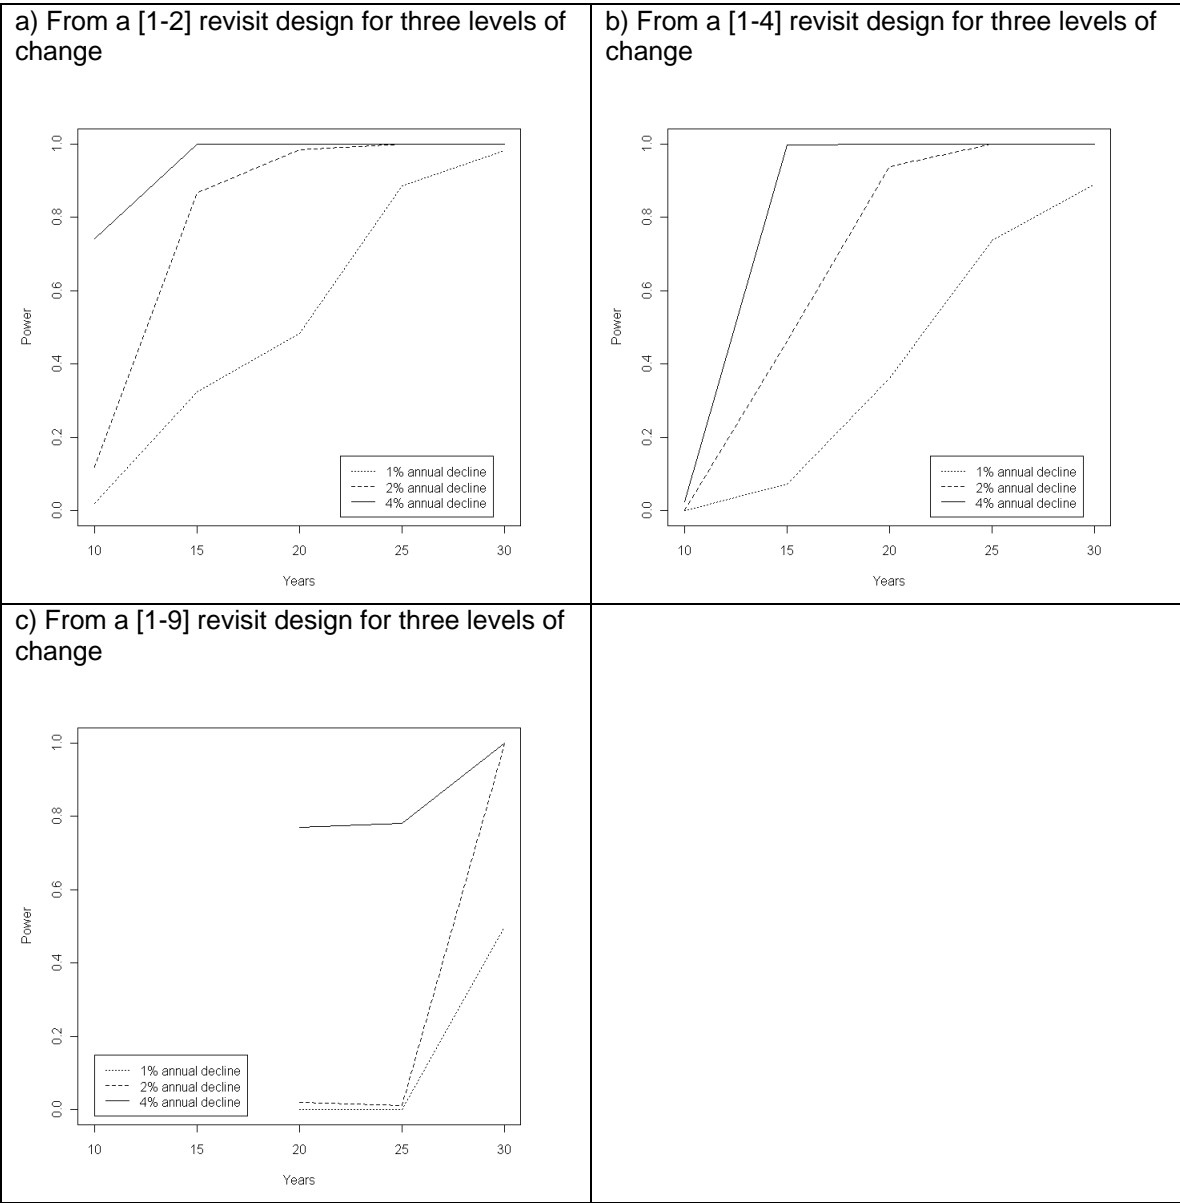 a) From a [1-2] revisit design for three levels of
change
1.0
0.8
0.6
0.4
0.2
0.0
Power
1% annual decline
2% annual decline
4% annual decline
10 15 20 25 30
Years
b) From a [1-4] revisit design for three levels of
change
1.0
0.8
0.6
0.4
0.2
0.0
Power
1% annual decline
2% annual decline
4% annual decline
10 15 20 25 30
Years
c) From a [1-9] revisit design for three levels of
change
1.0
0.8
0.6
0.4
0.2
0.0
Power
1% annual decline
2% annual decline
4% annual decline
10 15 20 25 30
Years